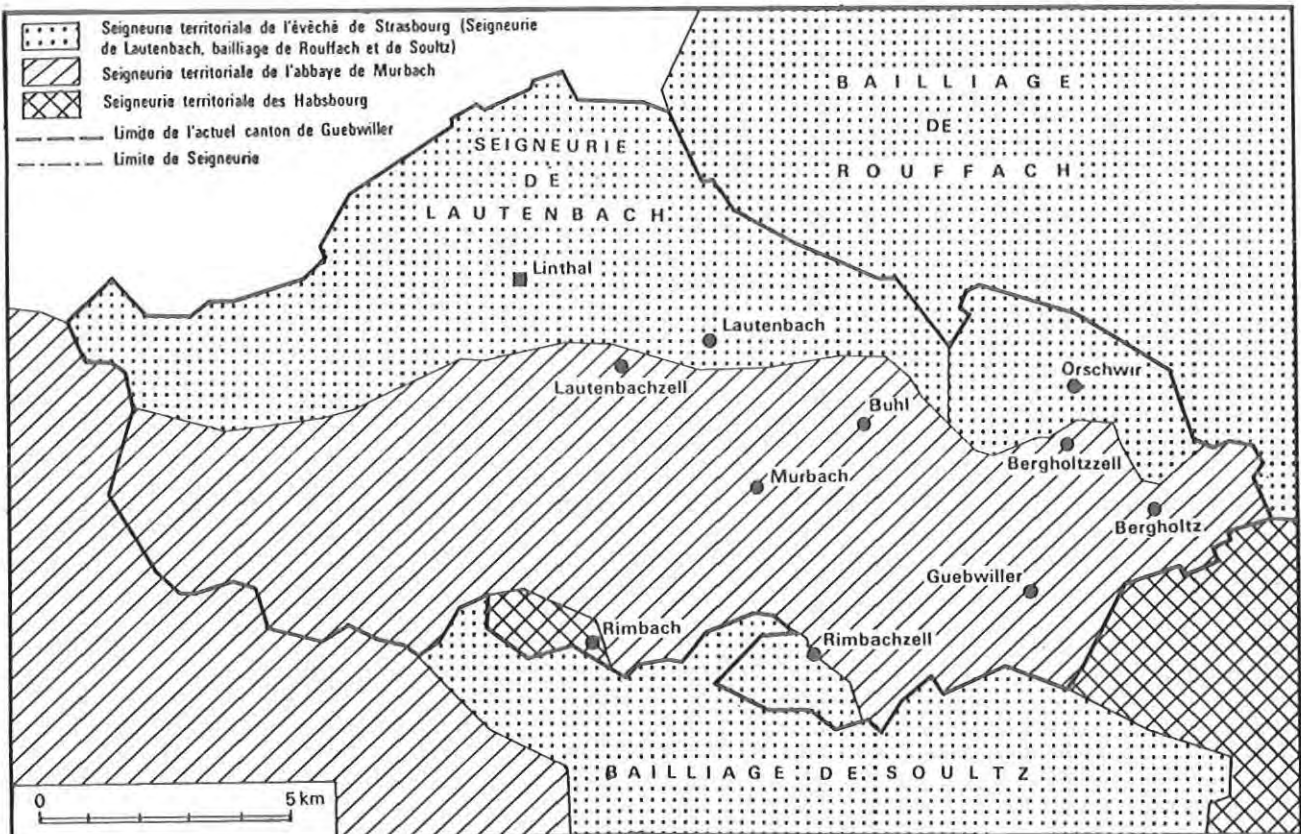 Seigneurie territoriale de l'évêché de Strasbourg (Seigneurie
de Lautenbach, bailliage de Rouffach et de Soultz)
Seigneurie territoriale de l'abbaye de Murbach
Seigneurie territoriale des Habsbourg
Limite de l'actuel canton de Guebwiller
Limite de Seigneurie
BAILLIAGE
DE
ROUFFACH
SEIGNEURIE
DE
LAUTENBACH
Linthal
Lautenbach
Lautenbachzell
Orschwir
Buhl
Bergholtzzell
Murbach
Bergholtz
Guebwiller
Rimbach
Rimbachzell
BAILLIAGE DE SOULTZ
0 5 km